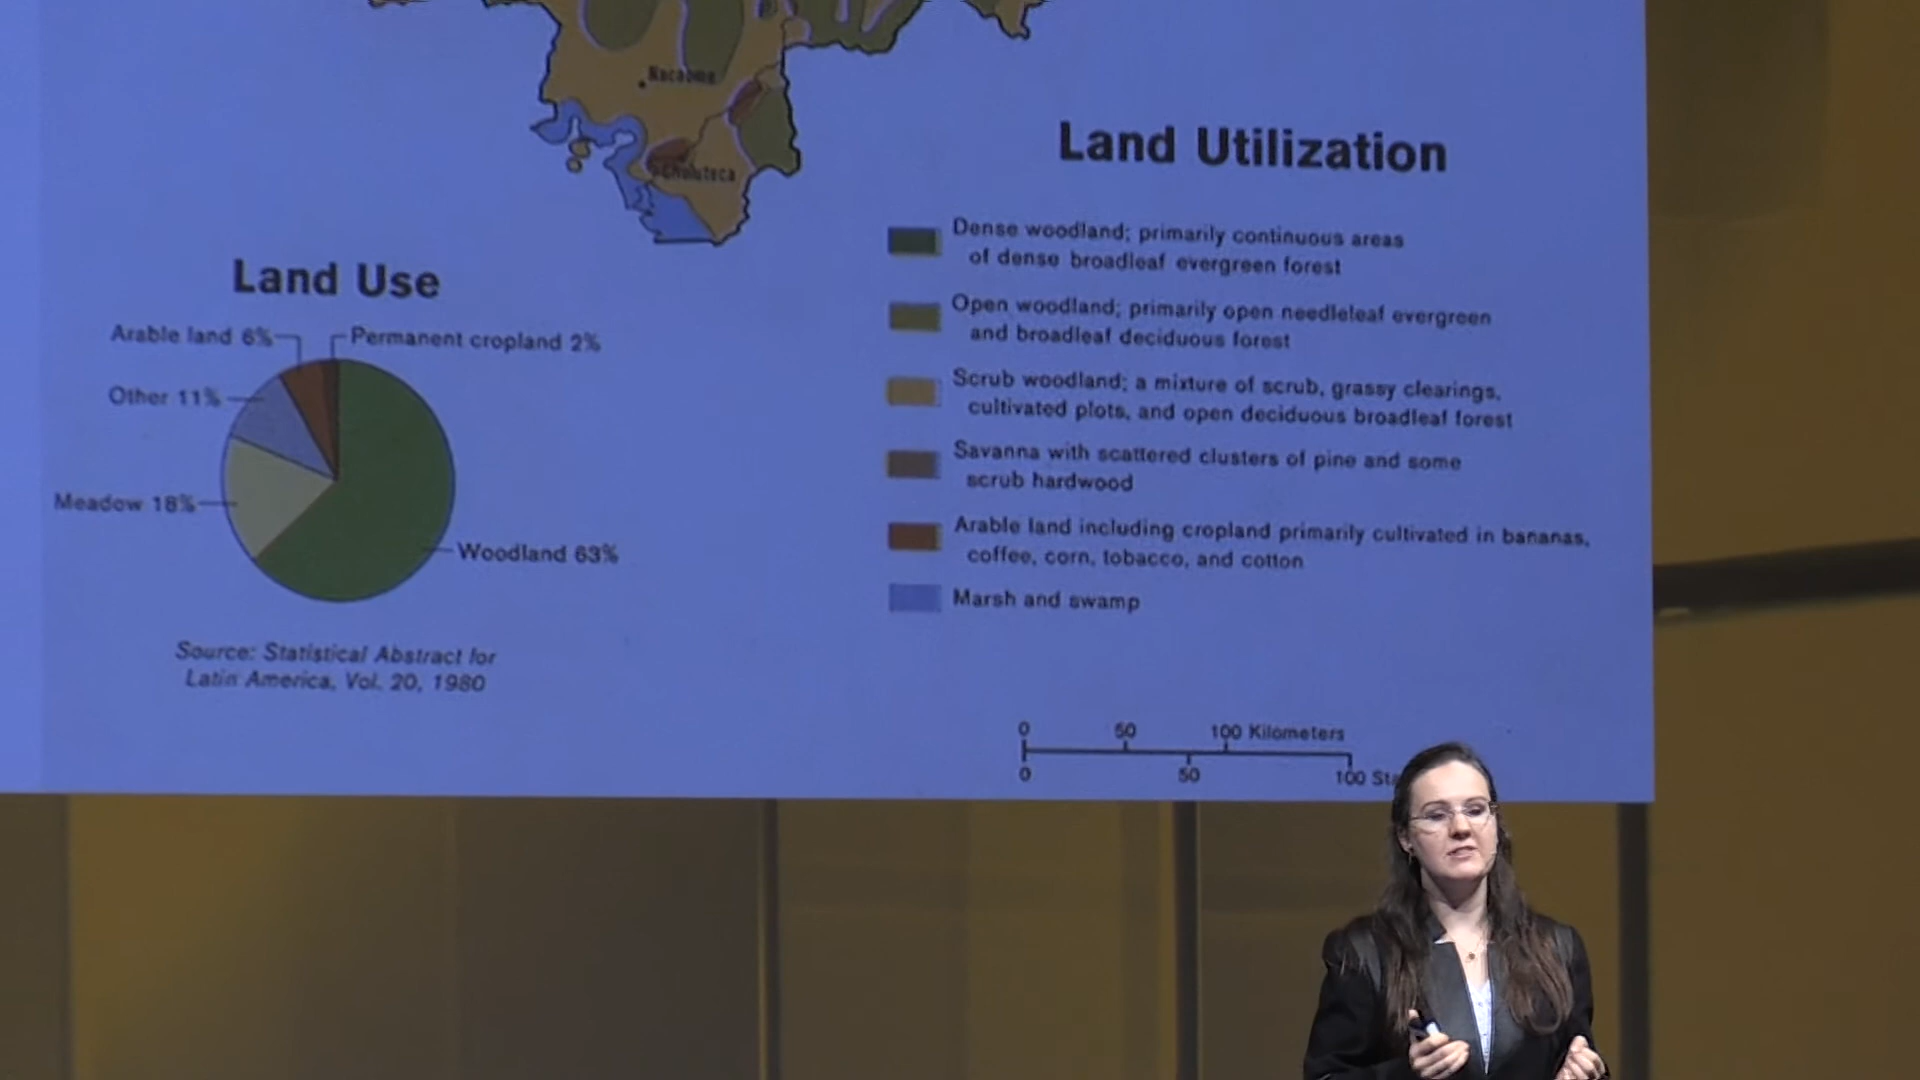 Nacaome
Choluteca
Land Use
Arable land 6%
Permanent cropland 2%
Other 11%
Meadow 18%
Woodland 63%
Source: Statistical Abstract for
Latin America, Vol. 20, 1980
Land Utilization
Dense woodland; primarily continuous areas
of dense broadleaf evergreen forest
Open woodland; primarily open needleleaf evergreen
and broadleaf deciduous forest
Scrub woodland; a mixture of scrub, grassy clearings,
cultivated plots, and open deciduous broadleaf forest
Savanna with scattered clusters of pine and some
scrub hardwood
Arable land including cropland primarily cultivated in bananas,
coffee, corn, tobacco, and cotton
Marsh and swamp
0 50 100 Kilometers
0 50 100 Sta